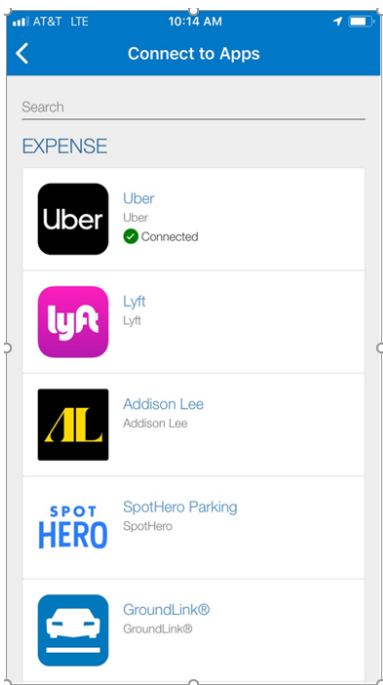 AT&T LTE 10:14 AM
Connect to Apps
Search
EXPENSE
Uber
Uber
Uber
Connected
lyft
Lyft
Lyft
AL
Addison Lee
Addison Lee
SPOT
HERO
SpotHero Parking
SpotHero
GroundLink®
GroundLink®